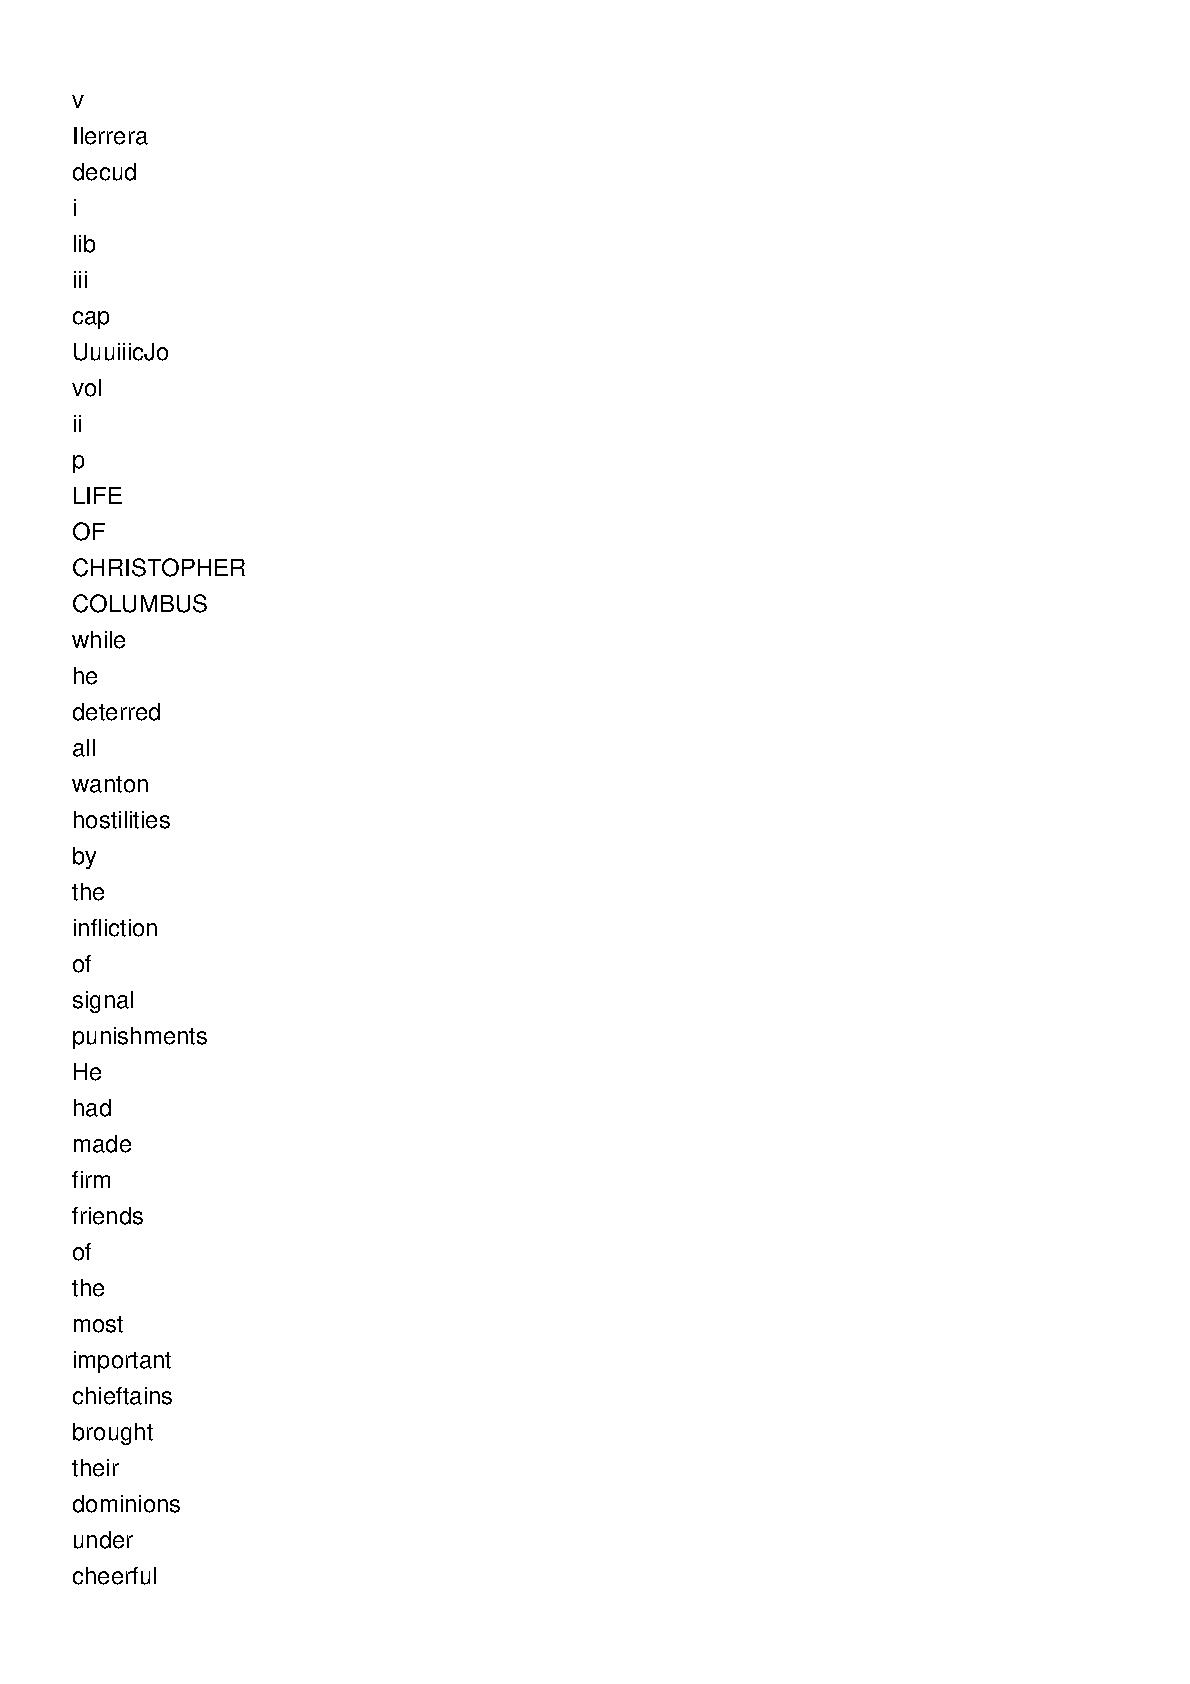 v
Ilerrera
decud
i
lib
iii
cap
UuuiiicJo
vol
ii
p
LIFE
OF
CHRISTOPHER
COLUMBUS
while
he
deterred
all
wanton
hostilities
by
the
infliction
of
signal
punishments
He
had
made
firm
friends
of
the
most
important
chieftains
brought
their
dominions
under
cheerful